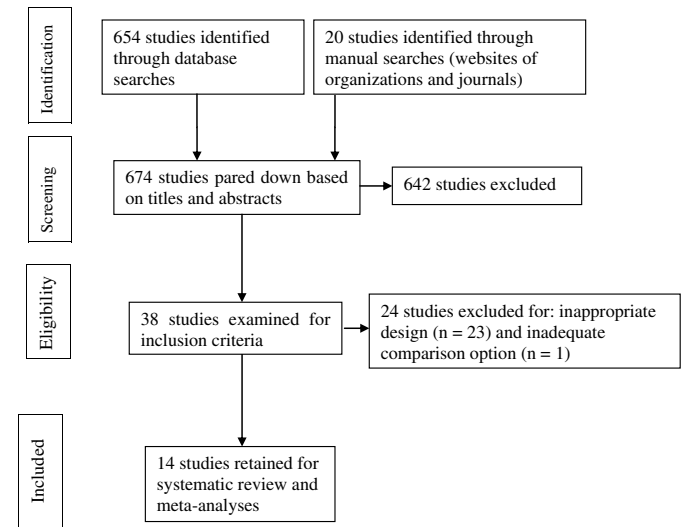 Identification
654 studies identified
through database
searches
20 studies identified through
manual searches (websites of
organizations and journals)
Screening
674 studies pared down based
on titles and abstracts
642 studies excluded
Eligibility
38 studies examined for
inclusion criteria
24 studies excluded for: inappropriate
design (n = 23) and inadequate
comparison option (n = 1)
Included
14 studies retained for
systematic review and
meta-analyses